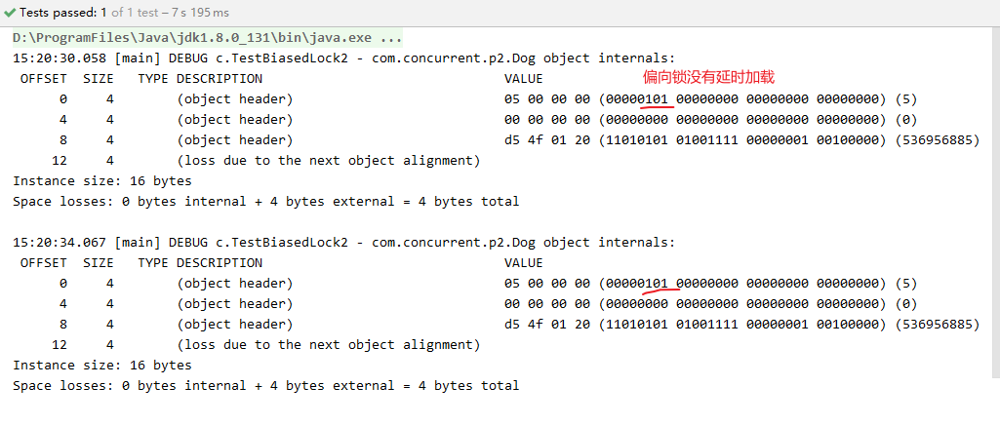 Tests passed: 1 of 1 test – 7 s 195 ms
D:\ProgramFiles\Java\jdk1.8.0_131\bin\java.exe ...
15:20:30.058 [main] DEBUG c.TestBiasedLock2 - com.concurrent.p2.Dog object internals:
OFFSET SIZE TYPE DESCRIPTION VALUE 偏向锁没有延时加载
0 4 (object header) 05 00 00 00 (00000101 00000000 00000000 00000000) (5)
4 4 (object header) 00 00 00 00 (00000000 00000000 00000000 00000000) (0)
8 4 (object header) d5 4f 01 20 (11010101 01001111 00000001 00100000) (536956885)
12 4 (loss due to the next object alignment)
Instance size: 16 bytes
Space losses: 0 bytes internal + 4 bytes external = 4 bytes total
15:20:34.067 [main] DEBUG c.TestBiasedLock2 - com.concurrent.p2.Dog object internals:
OFFSET SIZE TYPE DESCRIPTION VALUE
0 4 (object header) 05 00 00 00 (00000101 00000000 00000000 00000000) (5)
4 4 (object header) 00 00 00 00 (00000000 00000000 00000000 00000000) (0)
8 4 (object header) d5 4f 01 20 (11010101 01001111 00000001 00100000) (536956885)
12 4 (loss due to the next object alignment)
Instance size: 16 bytes
Space losses: 0 bytes internal + 4 bytes external = 4 bytes total